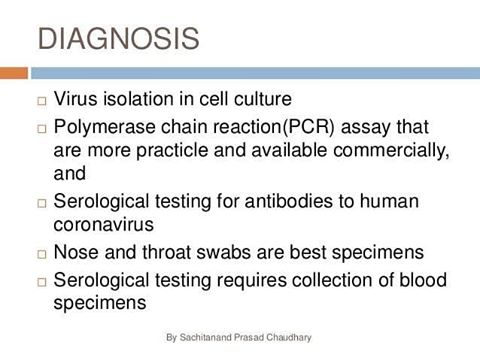 DIAGNOSIS
Virus isolation in cell culture
Polymerase chain reaction(PCR) assay that
are more practicle and available commercially,
and
Serological testing for antibodies to human
coronavirus
Nose and throat swabs are best specimens
Serological testing requires collection of blood
specimens
By Sachitanand Prasad Chaudhary